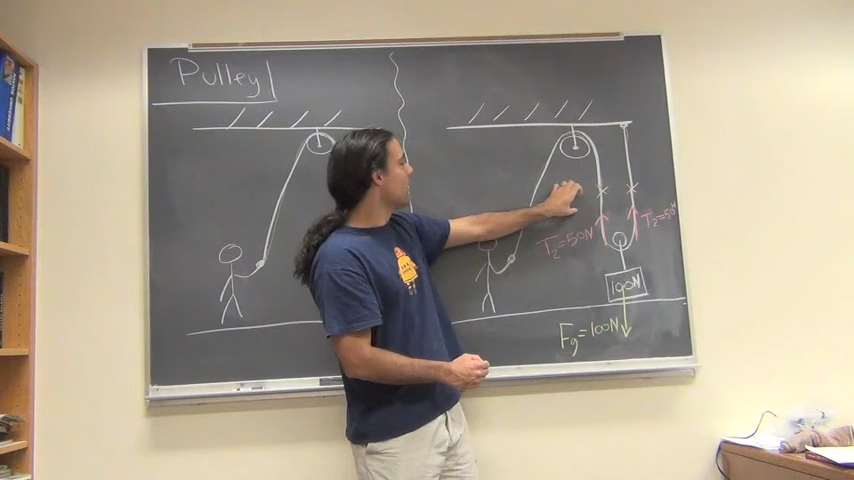 Pulley
T₂=50N
T₂=50N
100N
Fg=100N